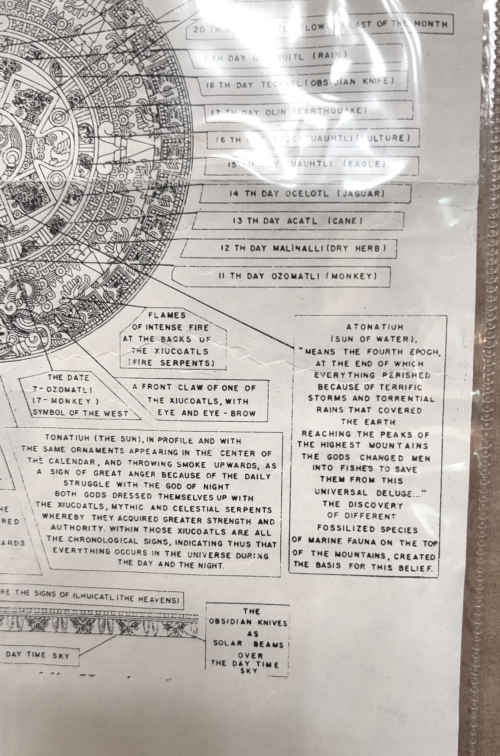 20 TH LAST OF THE MONTH
TH DAY (RAIN)
18 TH DAY (OBSIDIAN KNIFE)
17 TH DAY OLIN (EARTHQUAKE)
16 TH (VULTURE)
15 UAUHTLI (EAGLE)
14 TH DAY OCELOTL (JAGUAR)
13 TH DAY ACATL (CANE)
12 TH DAY MALINALLI (DRY HERB)
11 TH DAY OZOMATLI (MONKEY)
FLAMES
OF INTENSE FIRE
AT THE BACKS OF
THE XIUCOATLS
(FIRE SERPENTS)
THE DATE
7-OZOMATLI
(7-MONKEY)
SYMBOL OF THE WEST
A FRONT CLAW OF ONE OF
THE XIUCOATLS, WITH
EYE AND EYE-BROW
ATONATIUH
(SUN OF WATER),
"MEANS THE FOURTH EPOCH,
AT THE END OF WHICH
EVERYTHING PERISHED
BECAUSE OF TERRIFIC
STORMS AND TORRENTIAL
RAINS THAT COVERED
THE EARTH
REACHING THE PEAKS OF
THE HIGHEST MOUNTAINS
THE GODS CHANGED MEN
INTO FISHES TO SAVE
THEM FROM THIS
UNIVERSAL DELUGE..."
THE DISCOVERY
OF DIFFERENT
FOSSILIZED SPECIES
OF MARINE FAUNA ON THE TOP
OF THE MOUNTAINS, CREATED
THE BASIS FOR THIS BELIEF.
TONATIUH (THE SUN), IN PROFILE AND WITH
THE SAME ORNAMENTS APPEARING IN THE CENTER OF
THE CALENDAR, AND THROWING SMOKE UPWARDS, AS
A SIGN OF GREAT ANGER BECAUSE OF THE DAILY
STRUGGLE WITH THE GOD OF NIGHT
BOTH GODS DRESSED THEMSELVES UP WITH
THE XIUCOATLS, MYTHIC AND CELESTIAL SERPENTS
WHEREBY THEY ACQUIRED GREATER STRENGTH AND
AUTHORITY. WITHIN THOSE XIUCOATLS ARE ALL
THE CHRONOLOGICAL SIGNS, INDICATING THUS THAT
EVERYTHING OCCURS IN THE UNIVERSE DURING
THE DAY AND THE NIGHT.
RE THE SIGNS OF ILHUICATL (THE HEAVENS)
DAY TIME SKY
THE
OBSIDIAN KNIVES
AS
SOLAR BEAMS
OVER
THE DAY TIME
SKY